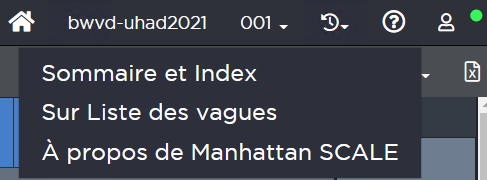 bwvd-uhad2021 001
Sommaire et Index
Sur Liste des vagues
À propos de Manhattan SCALE